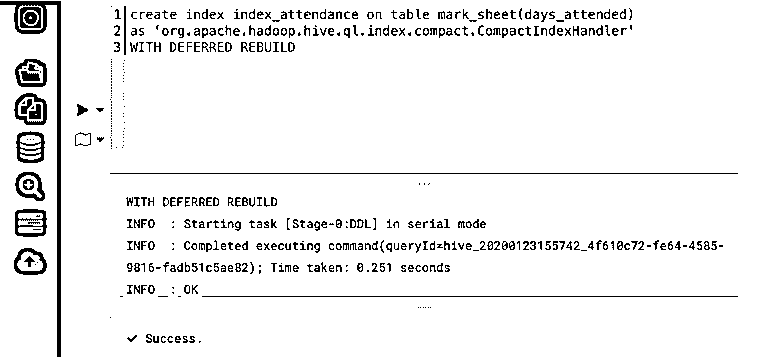 1 create index index_attendance on table mark_sheet(days_attended)
2 as ‘org.apache.hadoop.hive.ql.index.compact.CompactIndexHandler'
3 WITH DEFERRED REBUILD
...
WITH DEFERRED REBUILD
INFO : Starting task [Stage-0:DDL] in serial mode
INFO : Completed executing command(queryId=hive_20200123155742_4f610c72-fe64-4585-
9816-fadb51c5ae82); Time taken: 0.251 seconds
INFO : OK
✓ Success.